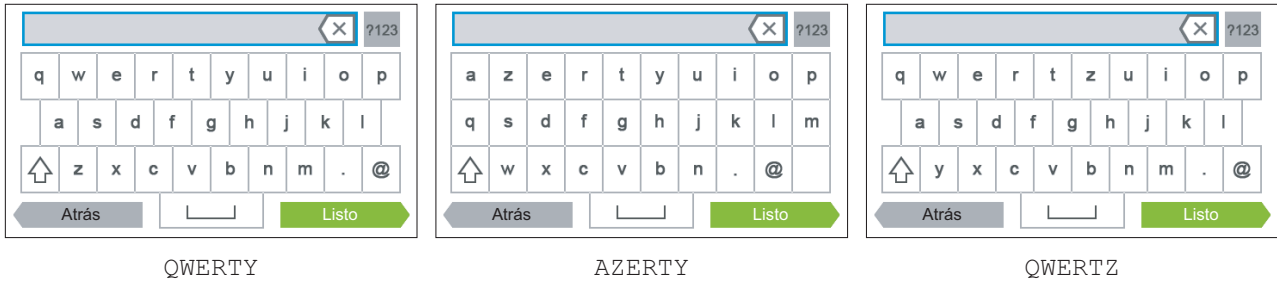 ?123 ?123 ?123
q w e r t y u i o p a z e r t y u i o p q w e r t z u i o p
a s d f g h j k l q s d f g h j k l m a s d f g h j k l
z x c v b n m . @ w x c v b n . @ y x c v b n m . @
Atrás Listo Atrás Listo Atrás Listo
QWERTY AZERTY QWERTZ